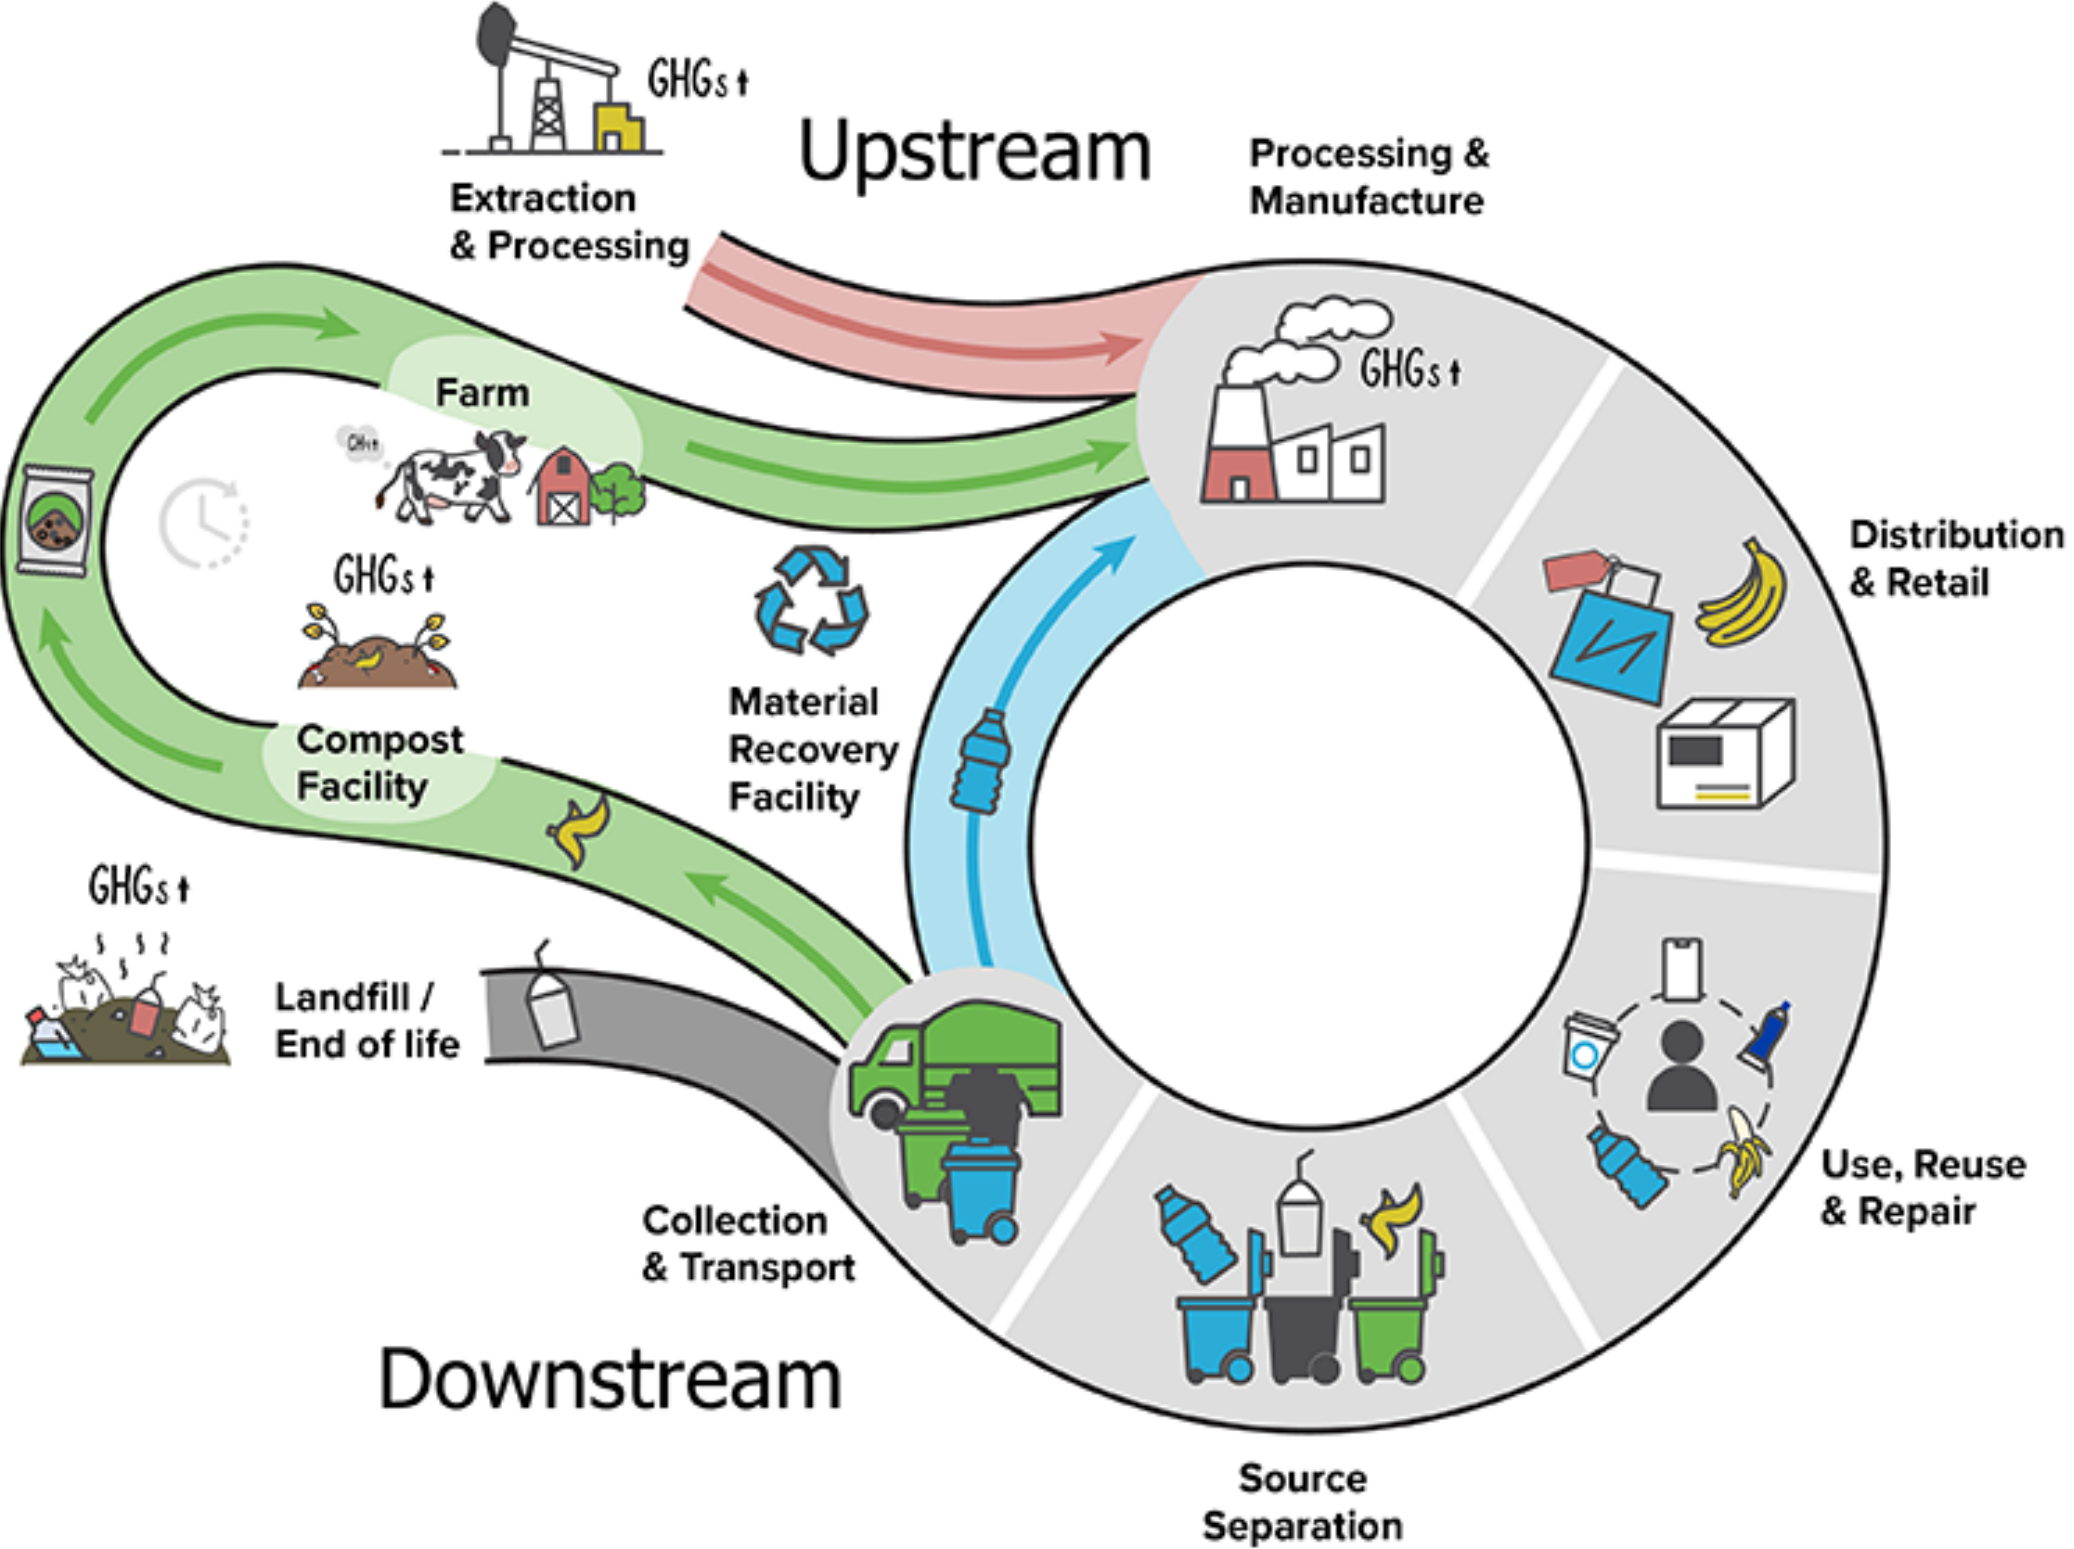 GHGs↑
Upstream
Extraction
& Processing
Processing &
Manufacture
GHGs↑
Farm
CH₄↑
GHGs↑
Distribution
& Retail
Material
Recovery
Facility
Compost
Facility
GHGs↑
Landfill /
End of life
Use, Reuse
& Repair
Collection
& Transport
Downstream
Source
Separation